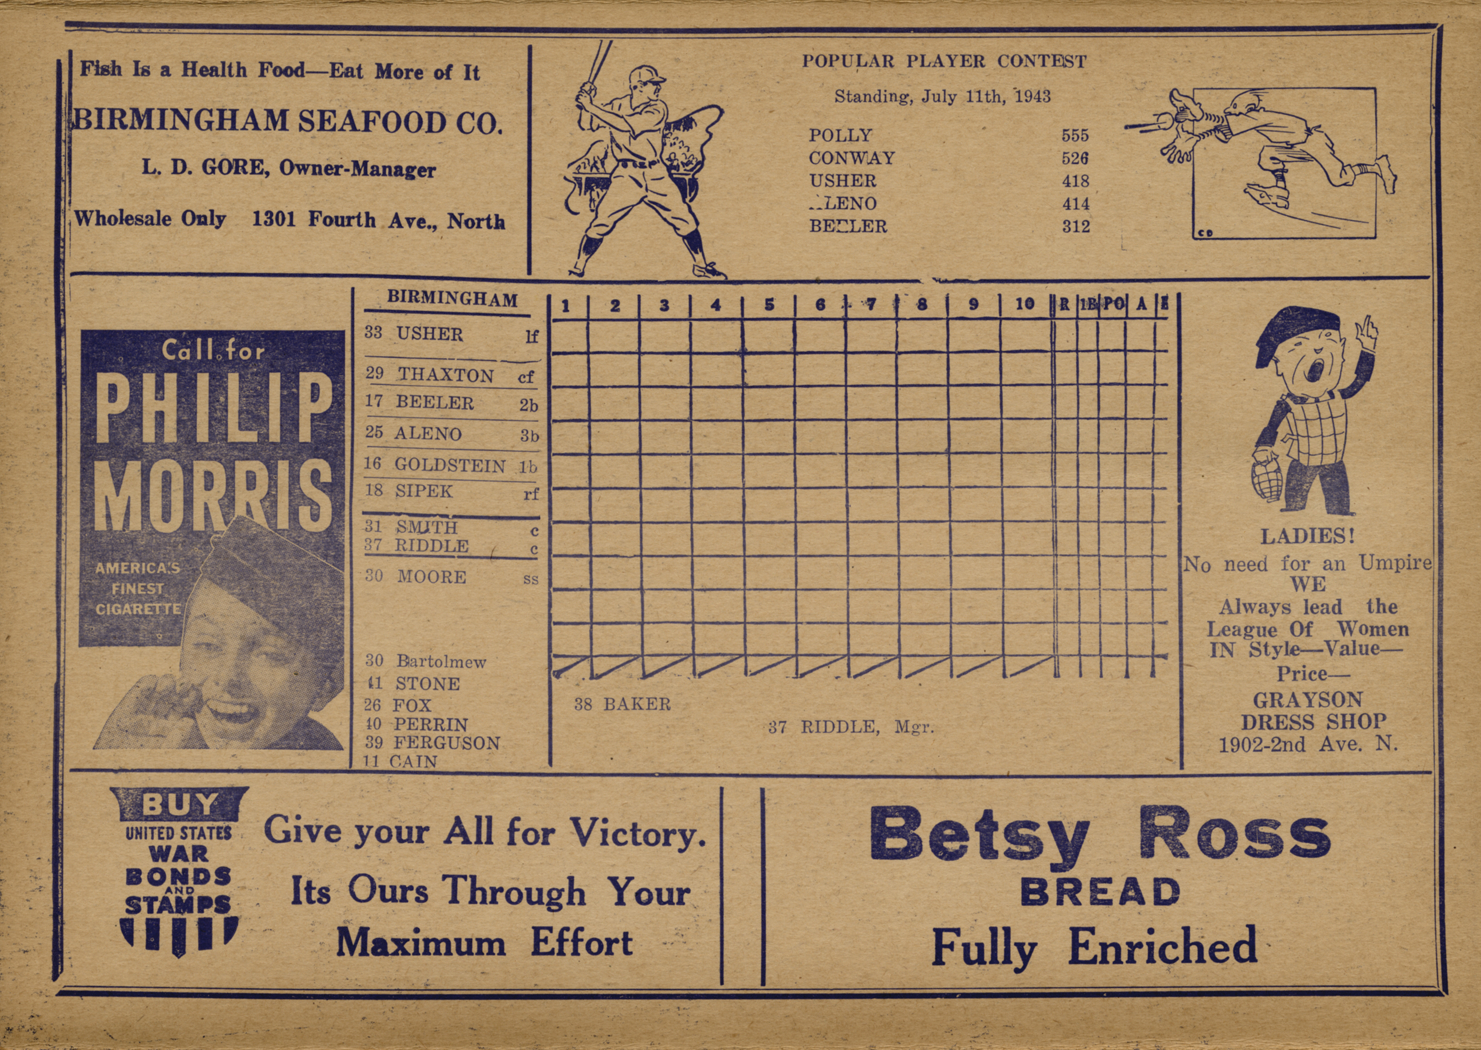 Fish Is a Health Food—Eat More of It
BIRMINGHAM SEAFOOD CO.
L. D. GORE, Owner-Manager
Wholesale Only 1301 Fourth Ave., North
POPULAR PLAYER CONTEST
Standing, July 11th, 1943
POLLY 555
CONWAY 526
USHER 418
LENO 414
BEELER 312
CD
Call for
PHILIP
MORRIS
AMERICA'S
FINEST
CIGARETTE
BIRMINGHAM 1 2 3 4 5 6 7 8 9 10 R 1B PO A E
33 USHER lf
29 THAXTON cf
17 BEELER 2b
25 ALENO 3b
16 GOLDSTEIN 1b
18 SIPEK rf
31 SMITH c
37 RIDDLE c
30 MOORE ss
30 Bartolmew
41 STONE
26 FOX
40 PERRIN
39 FERGUSON
11 CAIN
38 BAKER
37 RIDDLE, Mgr.
LADIES!
No need for an Umpire
WE
Always lead the
League Of Women
IN Style—Value—
Price—
GRAYSON
DRESS SHOP
1902-2nd Ave. N.
BUY
UNITED STATES
WAR
BONDS
AND
STAMPS
Give your All for Victory.
Its Ours Through Your
Maximum Effort
Betsy Ross
BREAD
Fully Enriched